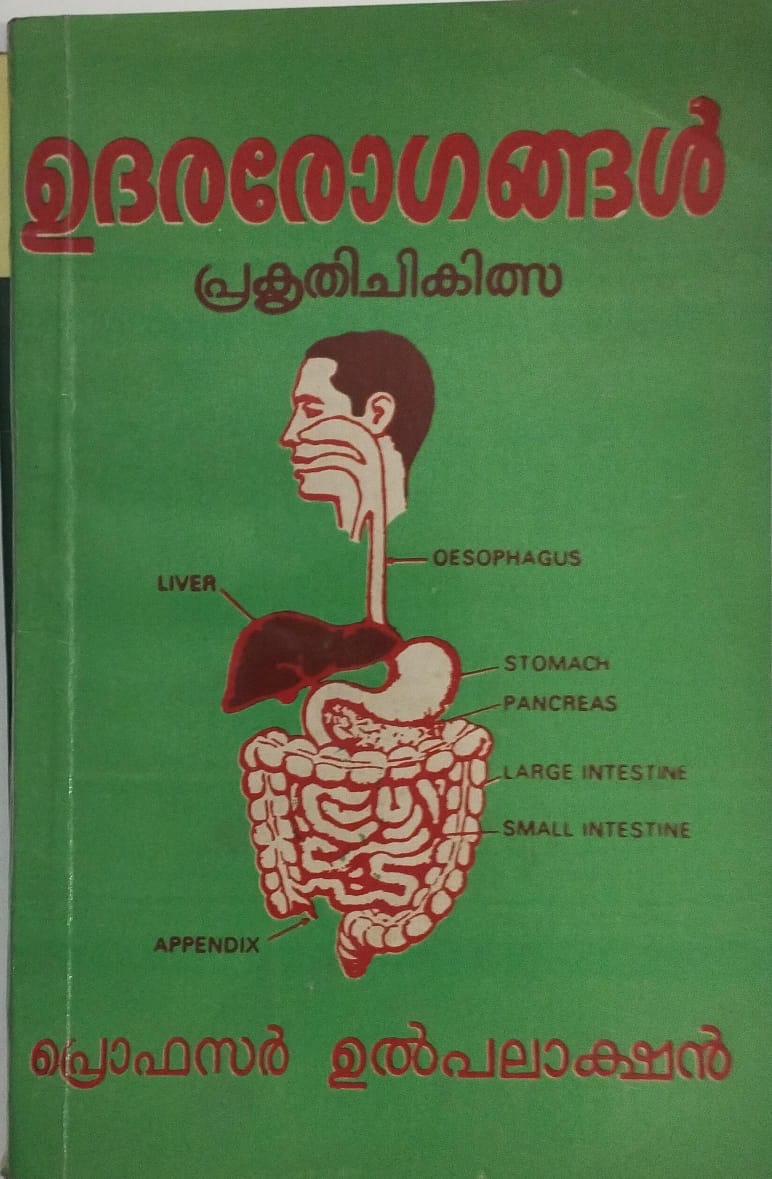 ഉദരരോഗങ്ങൾ
പ്രകൃതിചികിത്സ
OESOPHAGUS
LIVER
STOMACH
PANCREAS
LARGE INTESTINE
SMALL INTESTINE
APPENDIX
പ്രൊഫസർ ഉൽപലാക്ഷൻ